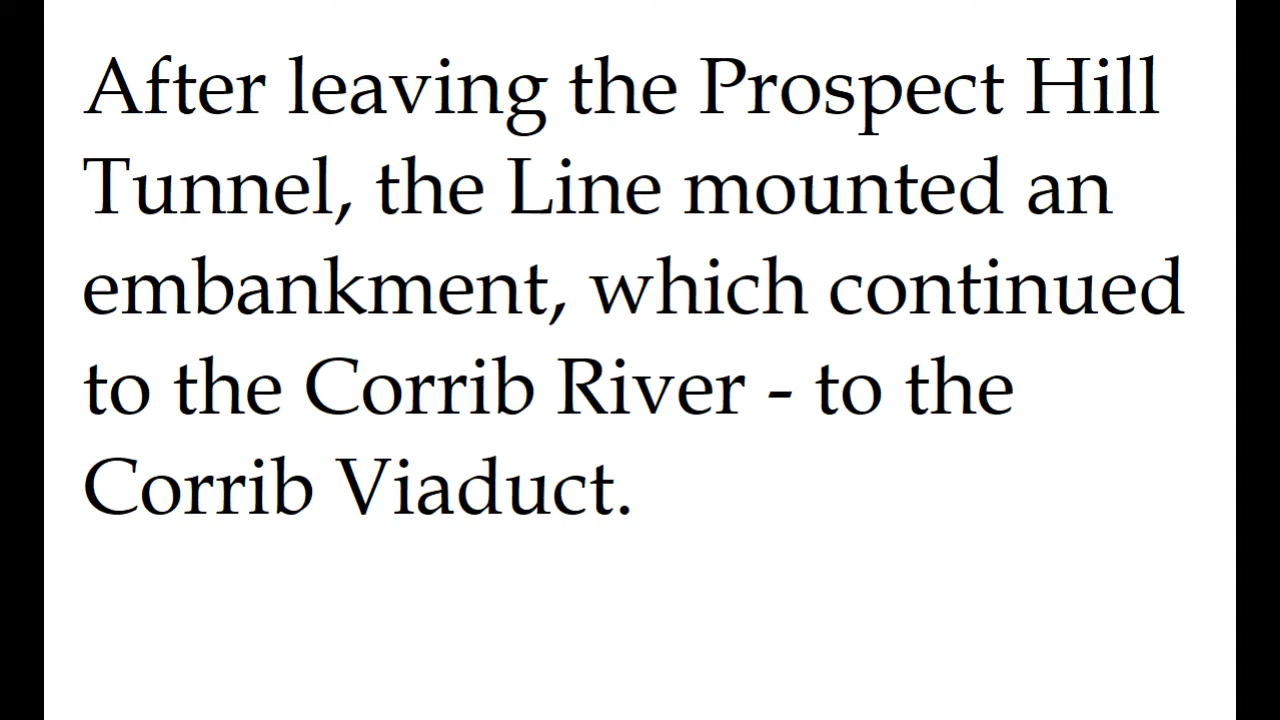 After leaving the Prospect Hill
Tunnel, the Line mounted an
embankment, which continued
to the Corrib River - to the
Corrib Viaduct.